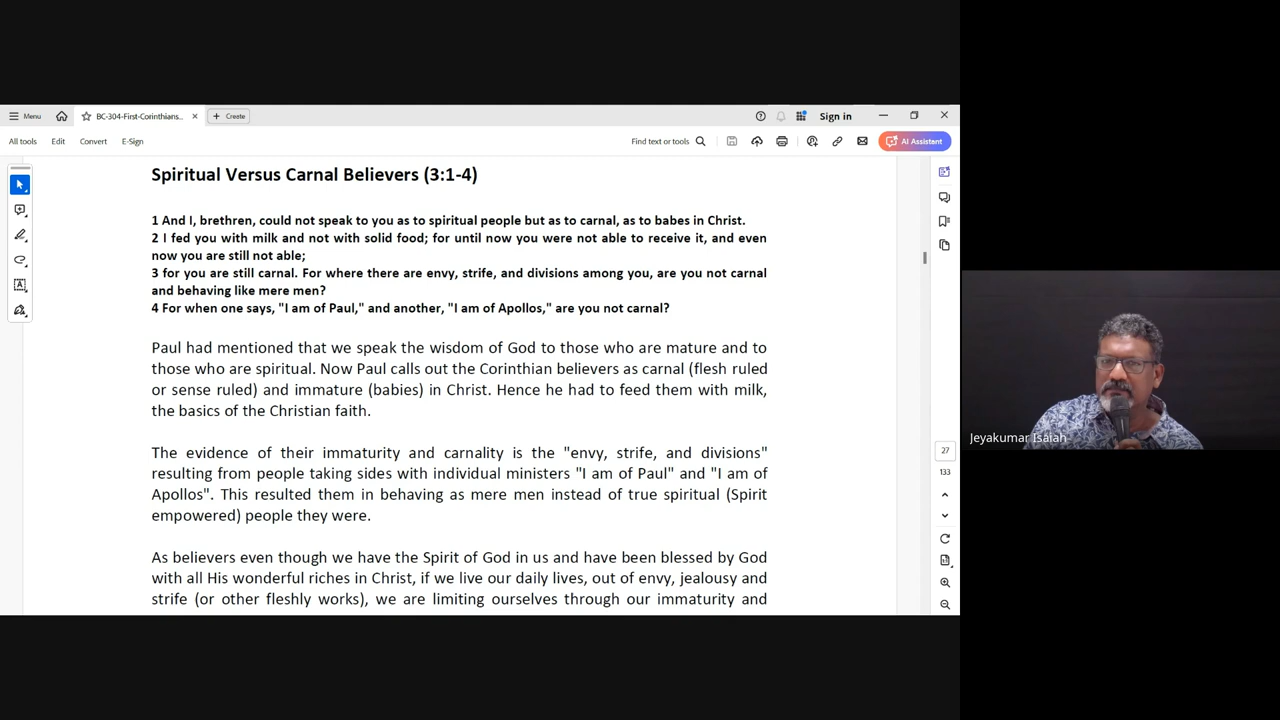 Menu
BC-304-First-Corinthians...
Create
Sign in
All tools
Edit
Convert
E-Sign
Find text or tools
AI Assistant
Spiritual Versus Carnal Believers (3:1-4)
1 And I, brethren, could not speak to you as to spiritual people but as to carnal, as to babes in Christ.
2 I fed you with milk and not with solid food; for until now you were not able to receive it, and even
now you are still not able;
3 for you are still carnal. For where there are envy, strife, and divisions among you, are you not carnal
and behaving like mere men?
4 For when one says, "I am of Paul," and another, "I am of Apollos," are you not carnal?
Paul had mentioned that we speak the wisdom of God to those who are mature and to
those who are spiritual. Now Paul calls out the Corinthian believers as carnal (flesh ruled
or sense ruled) and immature (babies) in Christ. Hence he had to feed them with milk,
the basics of the Christian faith.
The evidence of their immaturity and carnality is the "envy, strife, and divisions"
resulting from people taking sides with individual ministers "I am of Paul" and "I am of
Apollos". This resulted them in behaving as mere men instead of true spiritual (Spirit
empowered) people they were.
As believers even though we have the Spirit of God in us and have been blessed by God
with all His wonderful riches in Christ, if we live our daily lives, out of envy, jealousy and
strife (or other fleshly works), we are limiting ourselves through our immaturity and
27
133
Jeyakumar Isaiah